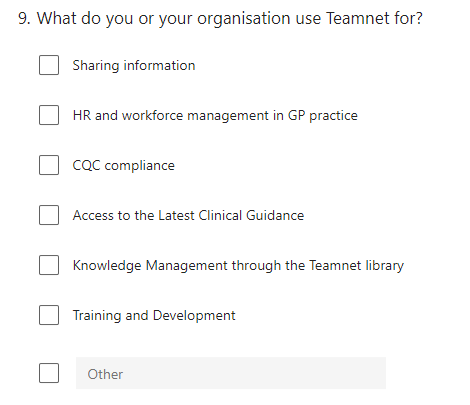 9. What do you or your organisation use Teamnet for?
Sharing information
HR and workforce management in GP practice
CQC compliance
Access to the Latest Clinical Guidance
Knowledge Management through the Teamnet library
Training and Development
Other